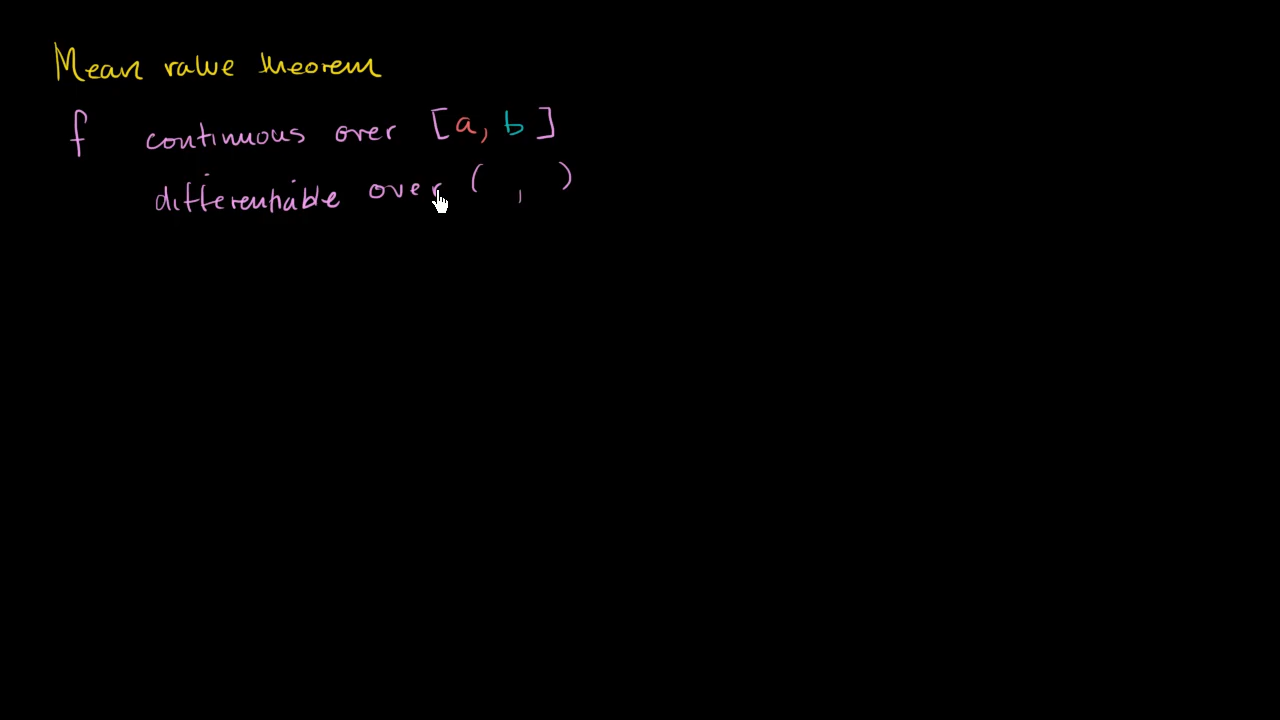 Mean value theorem
f continuous over [a, b]
differentiable over ( , )